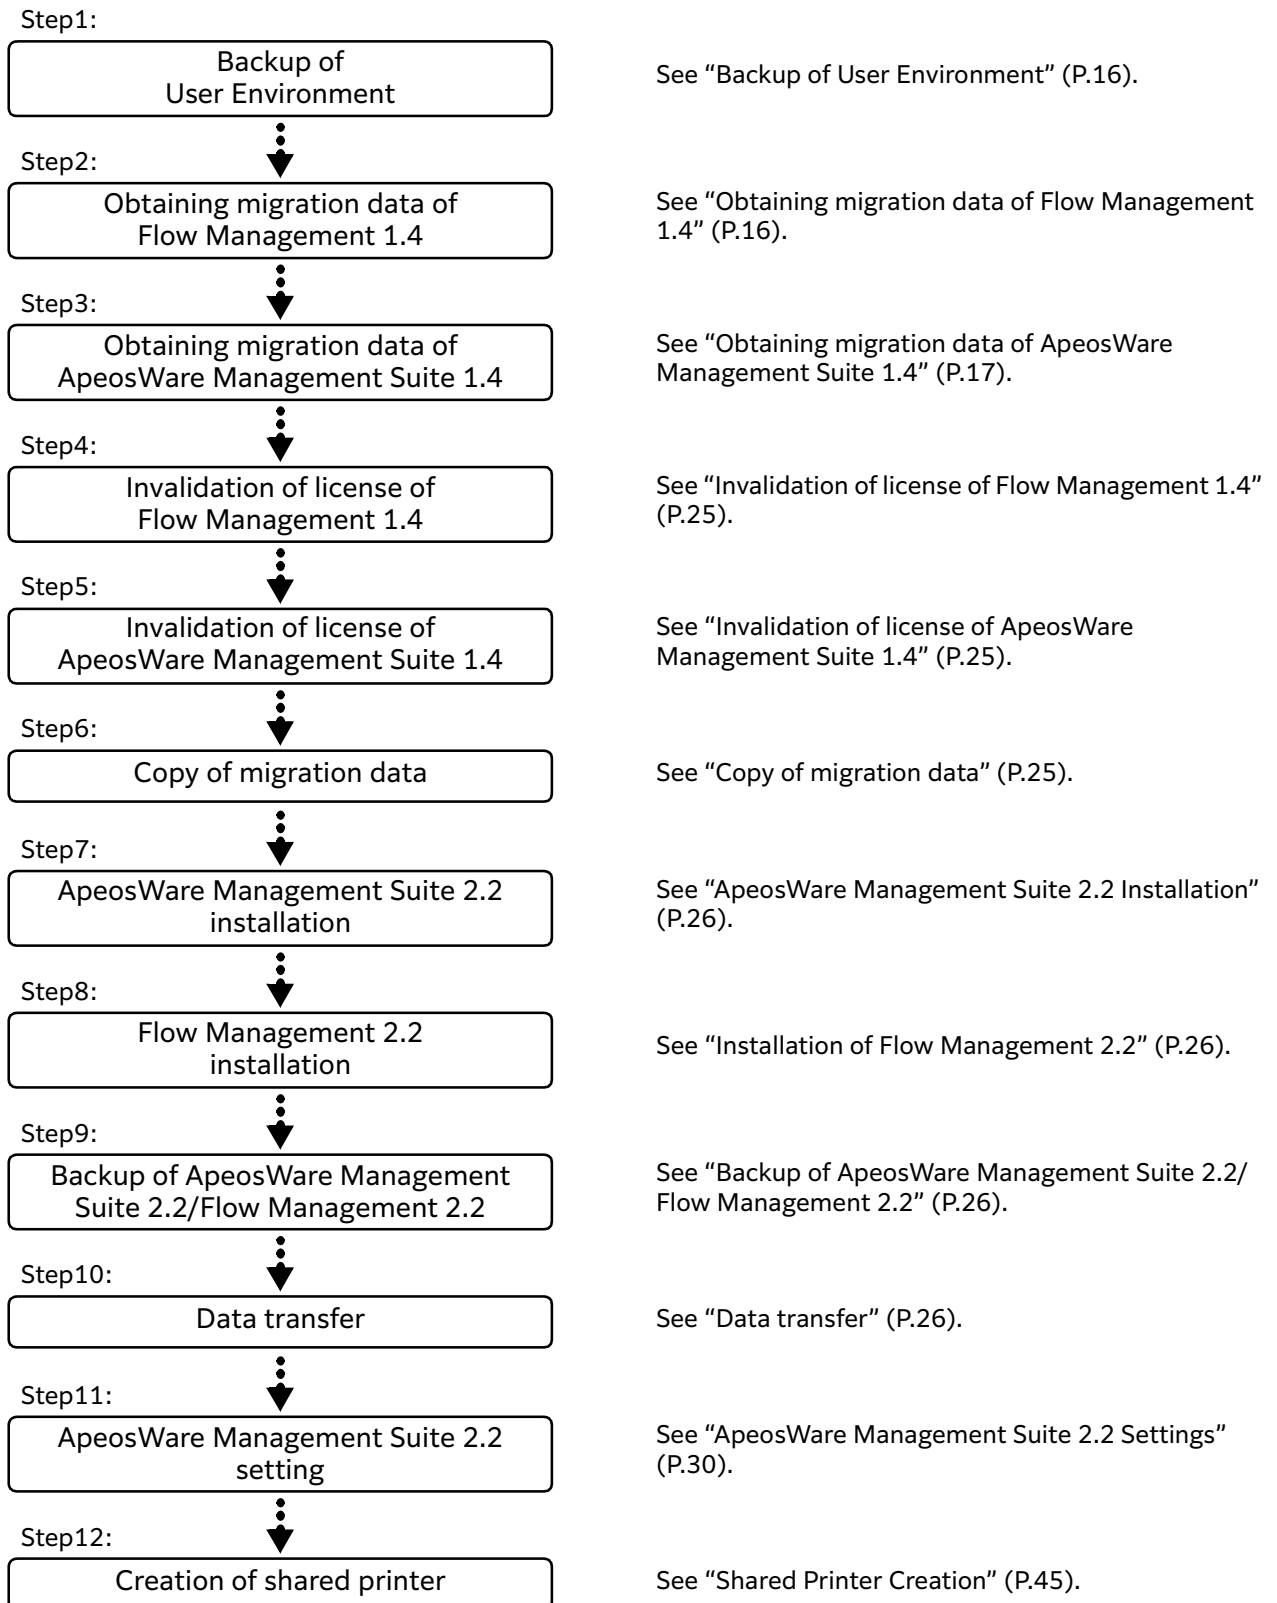 Step1:
Backup of
User Environment
See “Backup of User Environment” (P.16).
Step2:
Obtaining migration data of
Flow Management 1.4
See “Obtaining migration data of Flow Management
1.4” (P.16).
Step3:
Obtaining migration data of
ApeosWare Management Suite 1.4
See “Obtaining migration data of ApeosWare
Management Suite 1.4” (P.17).
Step4:
Invalidation of license of
Flow Management 1.4
See “Invalidation of license of Flow Management 1.4”
(P.25).
Step5:
Invalidation of license of
ApeosWare Management Suite 1.4
See “Invalidation of license of ApeosWare
Management Suite 1.4” (P.25).
Step6:
Copy of migration data
See “Copy of migration data” (P.25).
Step7:
ApeosWare Management Suite 2.2
installation
See “ApeosWare Management Suite 2.2 Installation”
(P.26).
Step8:
Flow Management 2.2
installation
See “Installation of Flow Management 2.2” (P.26).
Step9:
Backup of ApeosWare Management
Suite 2.2/Flow Management 2.2
See “Backup of ApeosWare Management Suite 2.2/
Flow Management 2.2” (P.26).
Step10:
Data transfer
See “Data transfer” (P.26).
Step11:
ApeosWare Management Suite 2.2
setting
See “ApeosWare Management Suite 2.2 Settings”
(P.30).
Step12:
Creation of shared printer
See “Shared Printer Creation” (P.45).